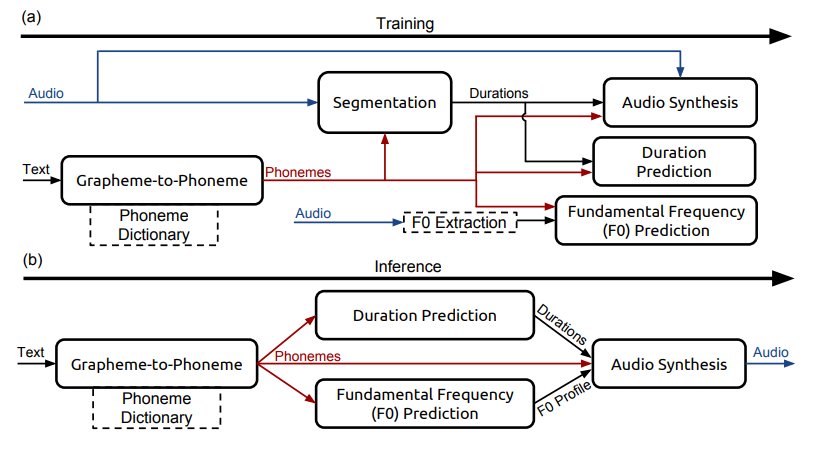 (a)
Training
Audio
Segmentation
Durations
Audio Synthesis
Text
Grapheme-to-Phoneme
Phonemes
Duration
Prediction
Phoneme
Dictionary
Audio
F0 Extraction
Fundamental Frequency
(F0) Prediction
(b)
Inference
Duration Prediction
Durations
Text
Grapheme-to-Phoneme
Phonemes
Audio Synthesis
Audio
Phoneme
Dictionary
Fundamental Frequency
(F0) Prediction
F0 Profile